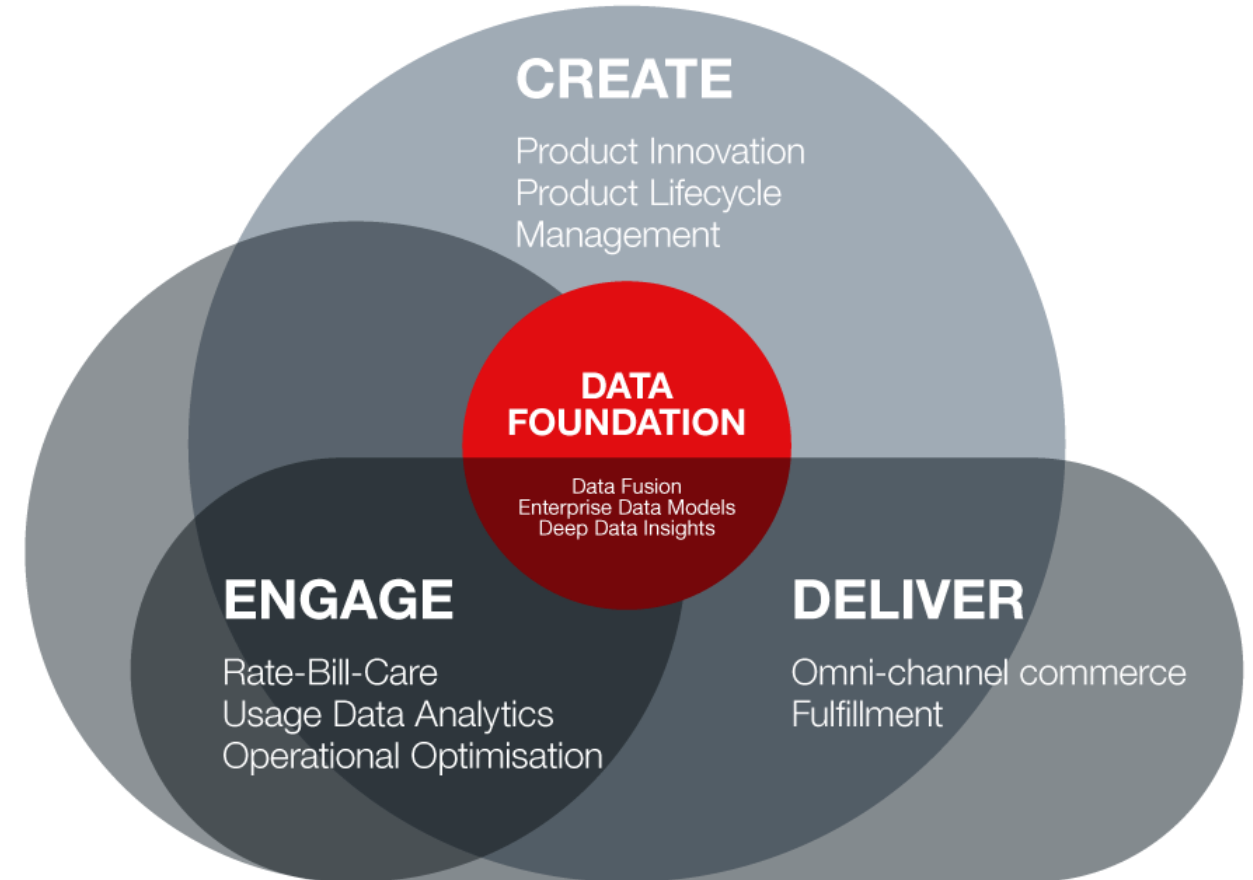 CREATE
Product Innovation
Product Lifecycle
Management
DATA
FOUNDATION
Data Fusion
Enterprise Data Models
Deep Data Insights
ENGAGE
Rate-Bill-Care
Usage Data Analytics
Operational Optimisation
DELIVER
Omni-channel commerce
Fulfillment